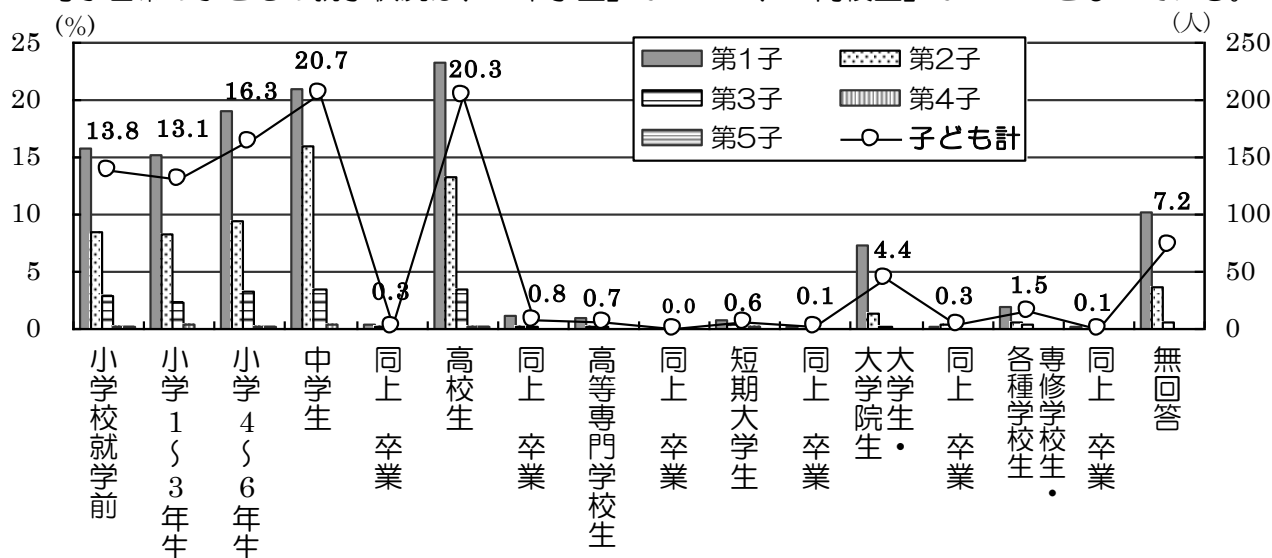 (%)
(人)
25
20
15
10
5
0
250
200
150
100
50
0
第1子
第2子
第3子
第4子
第5子
子ども計
13.8
13.1
16.3
20.7
0.3
20.3
0.8
0.7
0.0
0.6
0.1
4.4
0.3
1.5
0.1
7.2
小学校就学前
小学1～3年生
小学4～6年生
中学生
同上 卒業
高校生
同上 卒業
高等専門学校生
同上 卒業
短期大学生
同上 卒業
大学生・
大学院生
同上 卒業
専修学校生・
各種学校生
同上 卒業
無回答